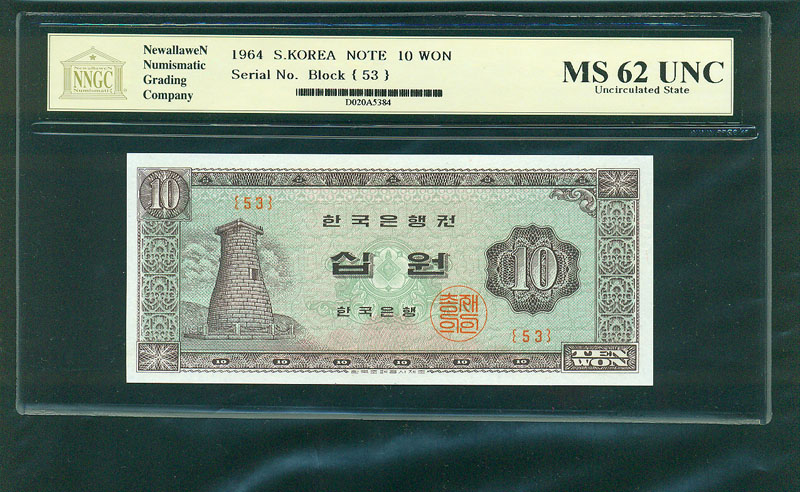 NewallaweN
Numismatic
Grading
Company
NNGC
1964 S.KOREA NOTE 10 WON
Serial No. Block { 53 }
D020A5384
MS 62 UNC
Uncirculated State
10
{53}
한국은행권
십 원
10
한국은행
{53}
10 10 10 10 10 10
TEN
WON